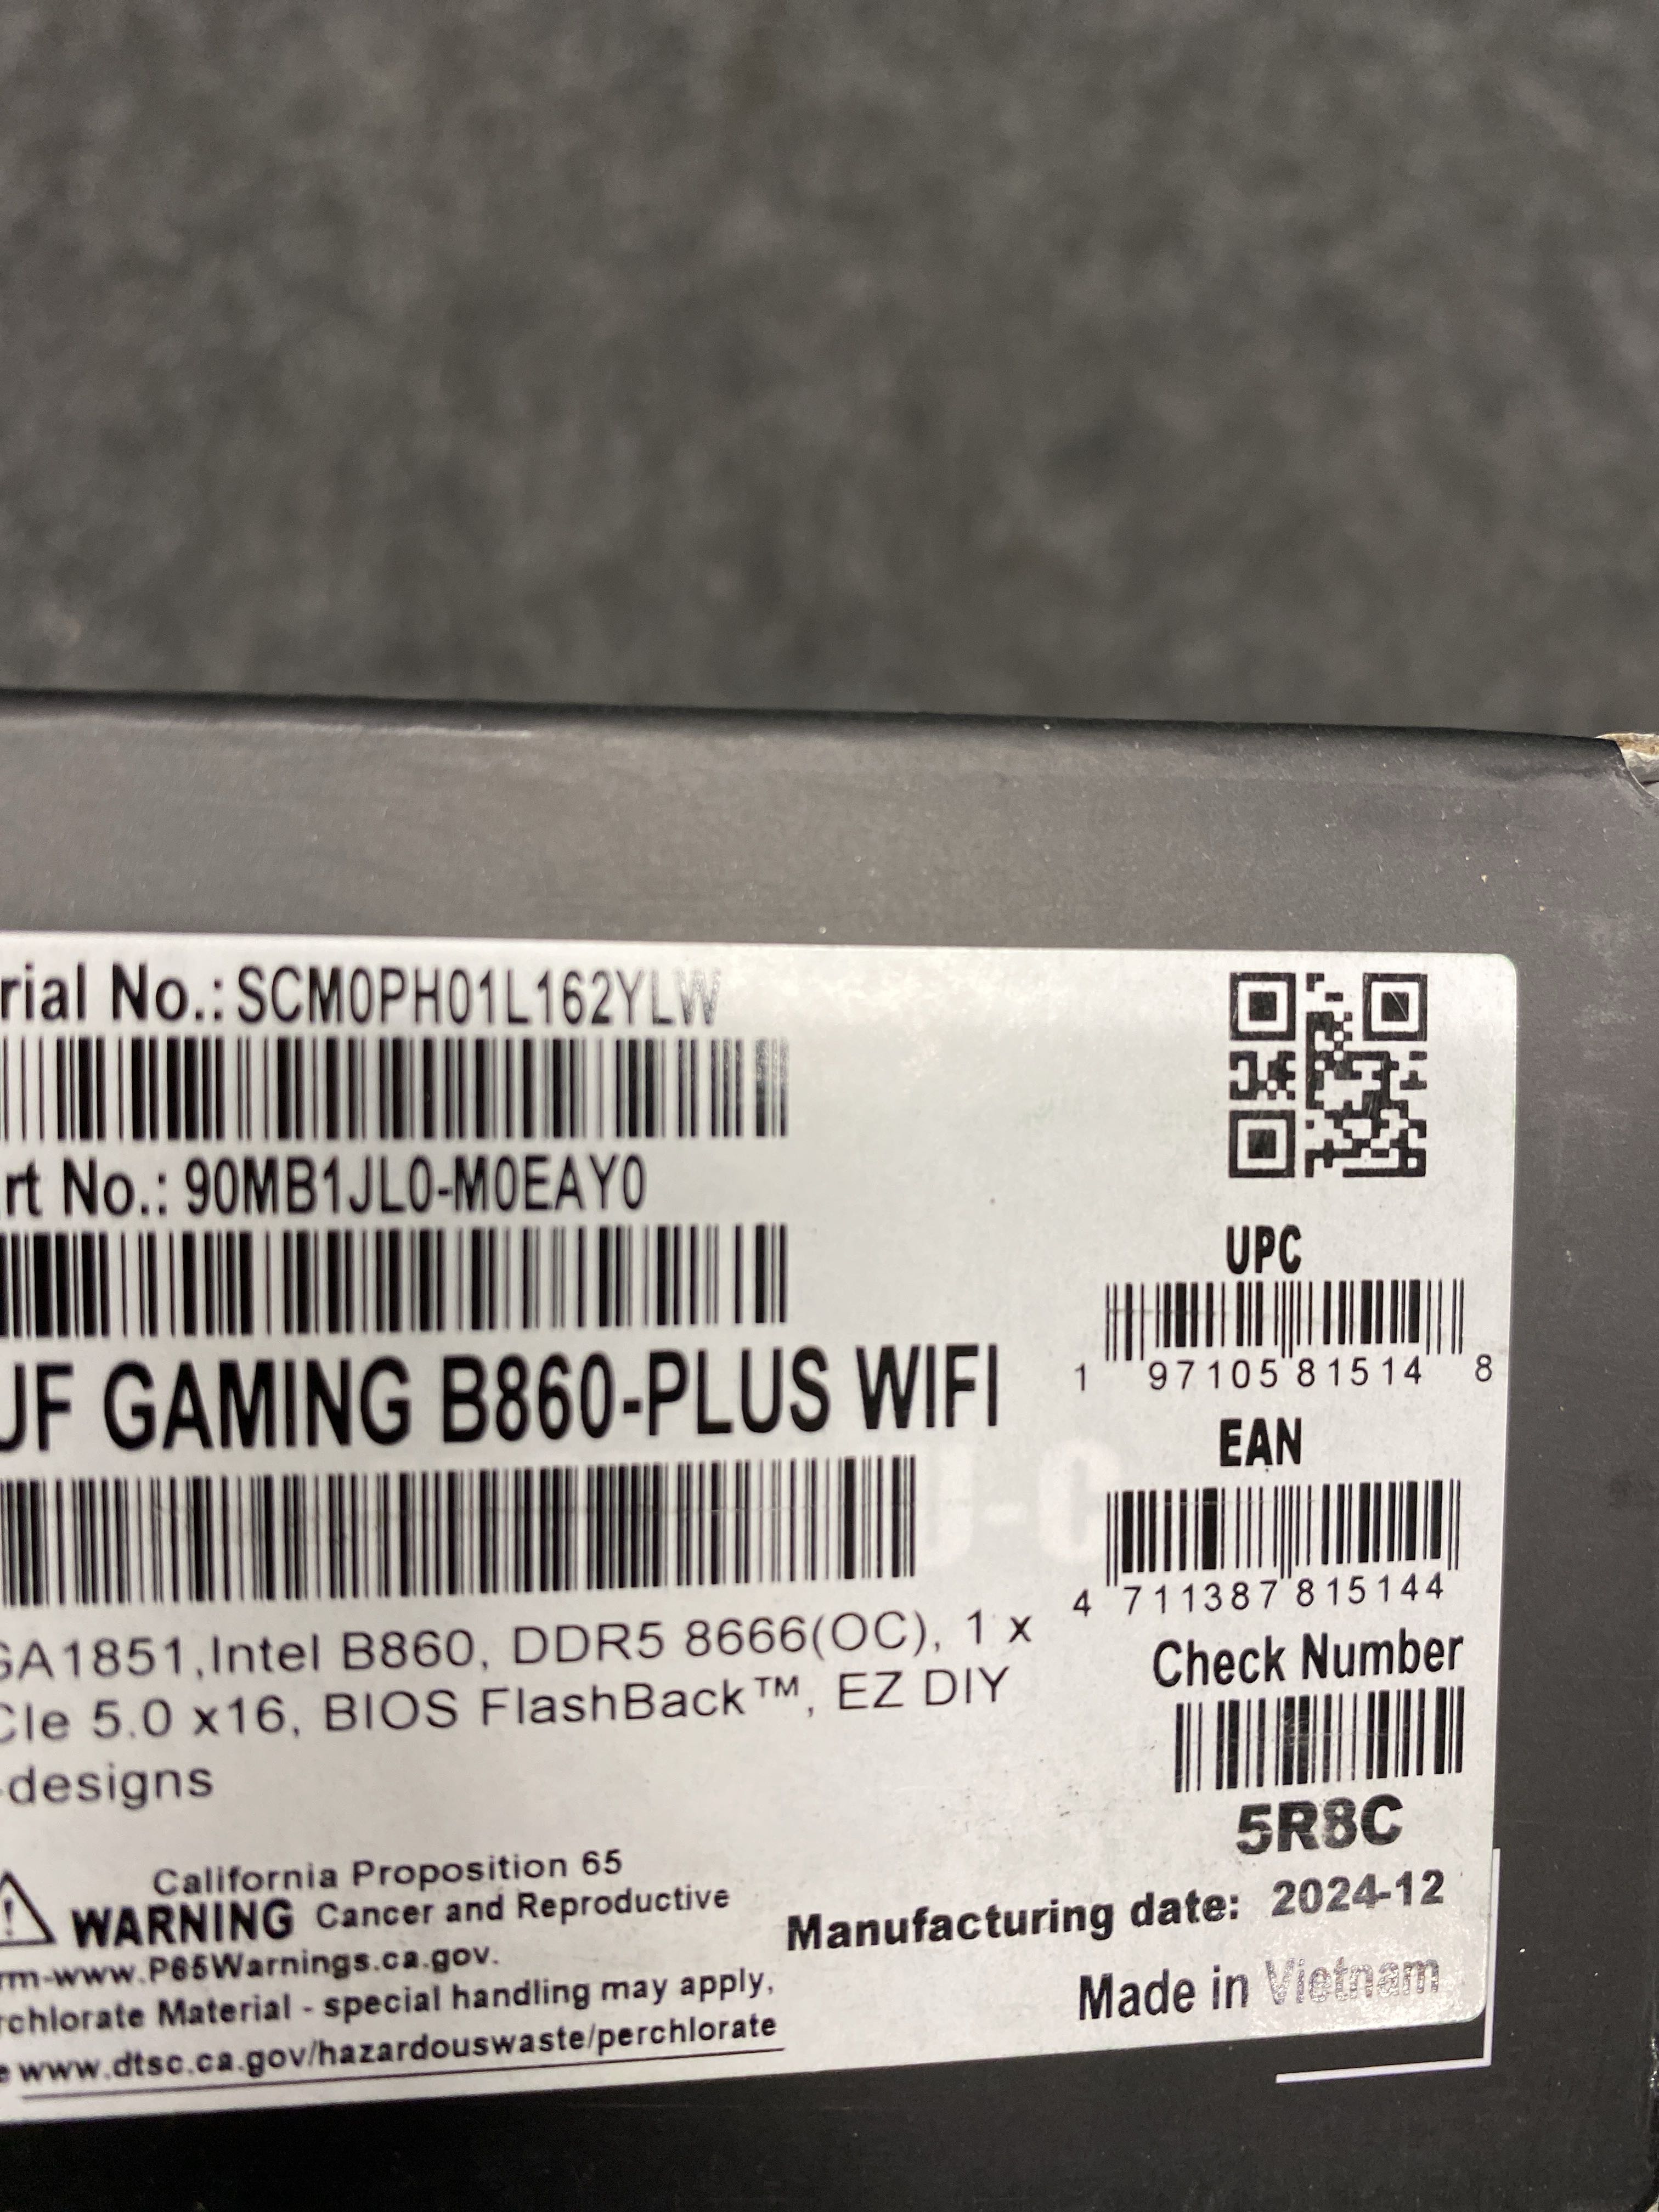 rial No.: SCM0PH01L162YLW
rt No.: 90MB1JL0-M0EAY0
UF GAMING B860-PLUS WIFI
GA1851,Intel B860, DDR5 8666(OC), 1 x
CIe 5.0 x16, BIOS FlashBack™, EZ DIY
-designs
California Proposition 65
WARNING Cancer and Reproductive
rm-www.P65Warnings.ca.gov.
rchlorate Material - special handling may apply,
e www.dtsc.ca.gov/hazardouswaste/perchlorate
UPC
1 97105 81514 8
EAN
4 711387 815144
Check Number
5R8C
Manufacturing date: 2024-12
Made in Vietnam
U-C